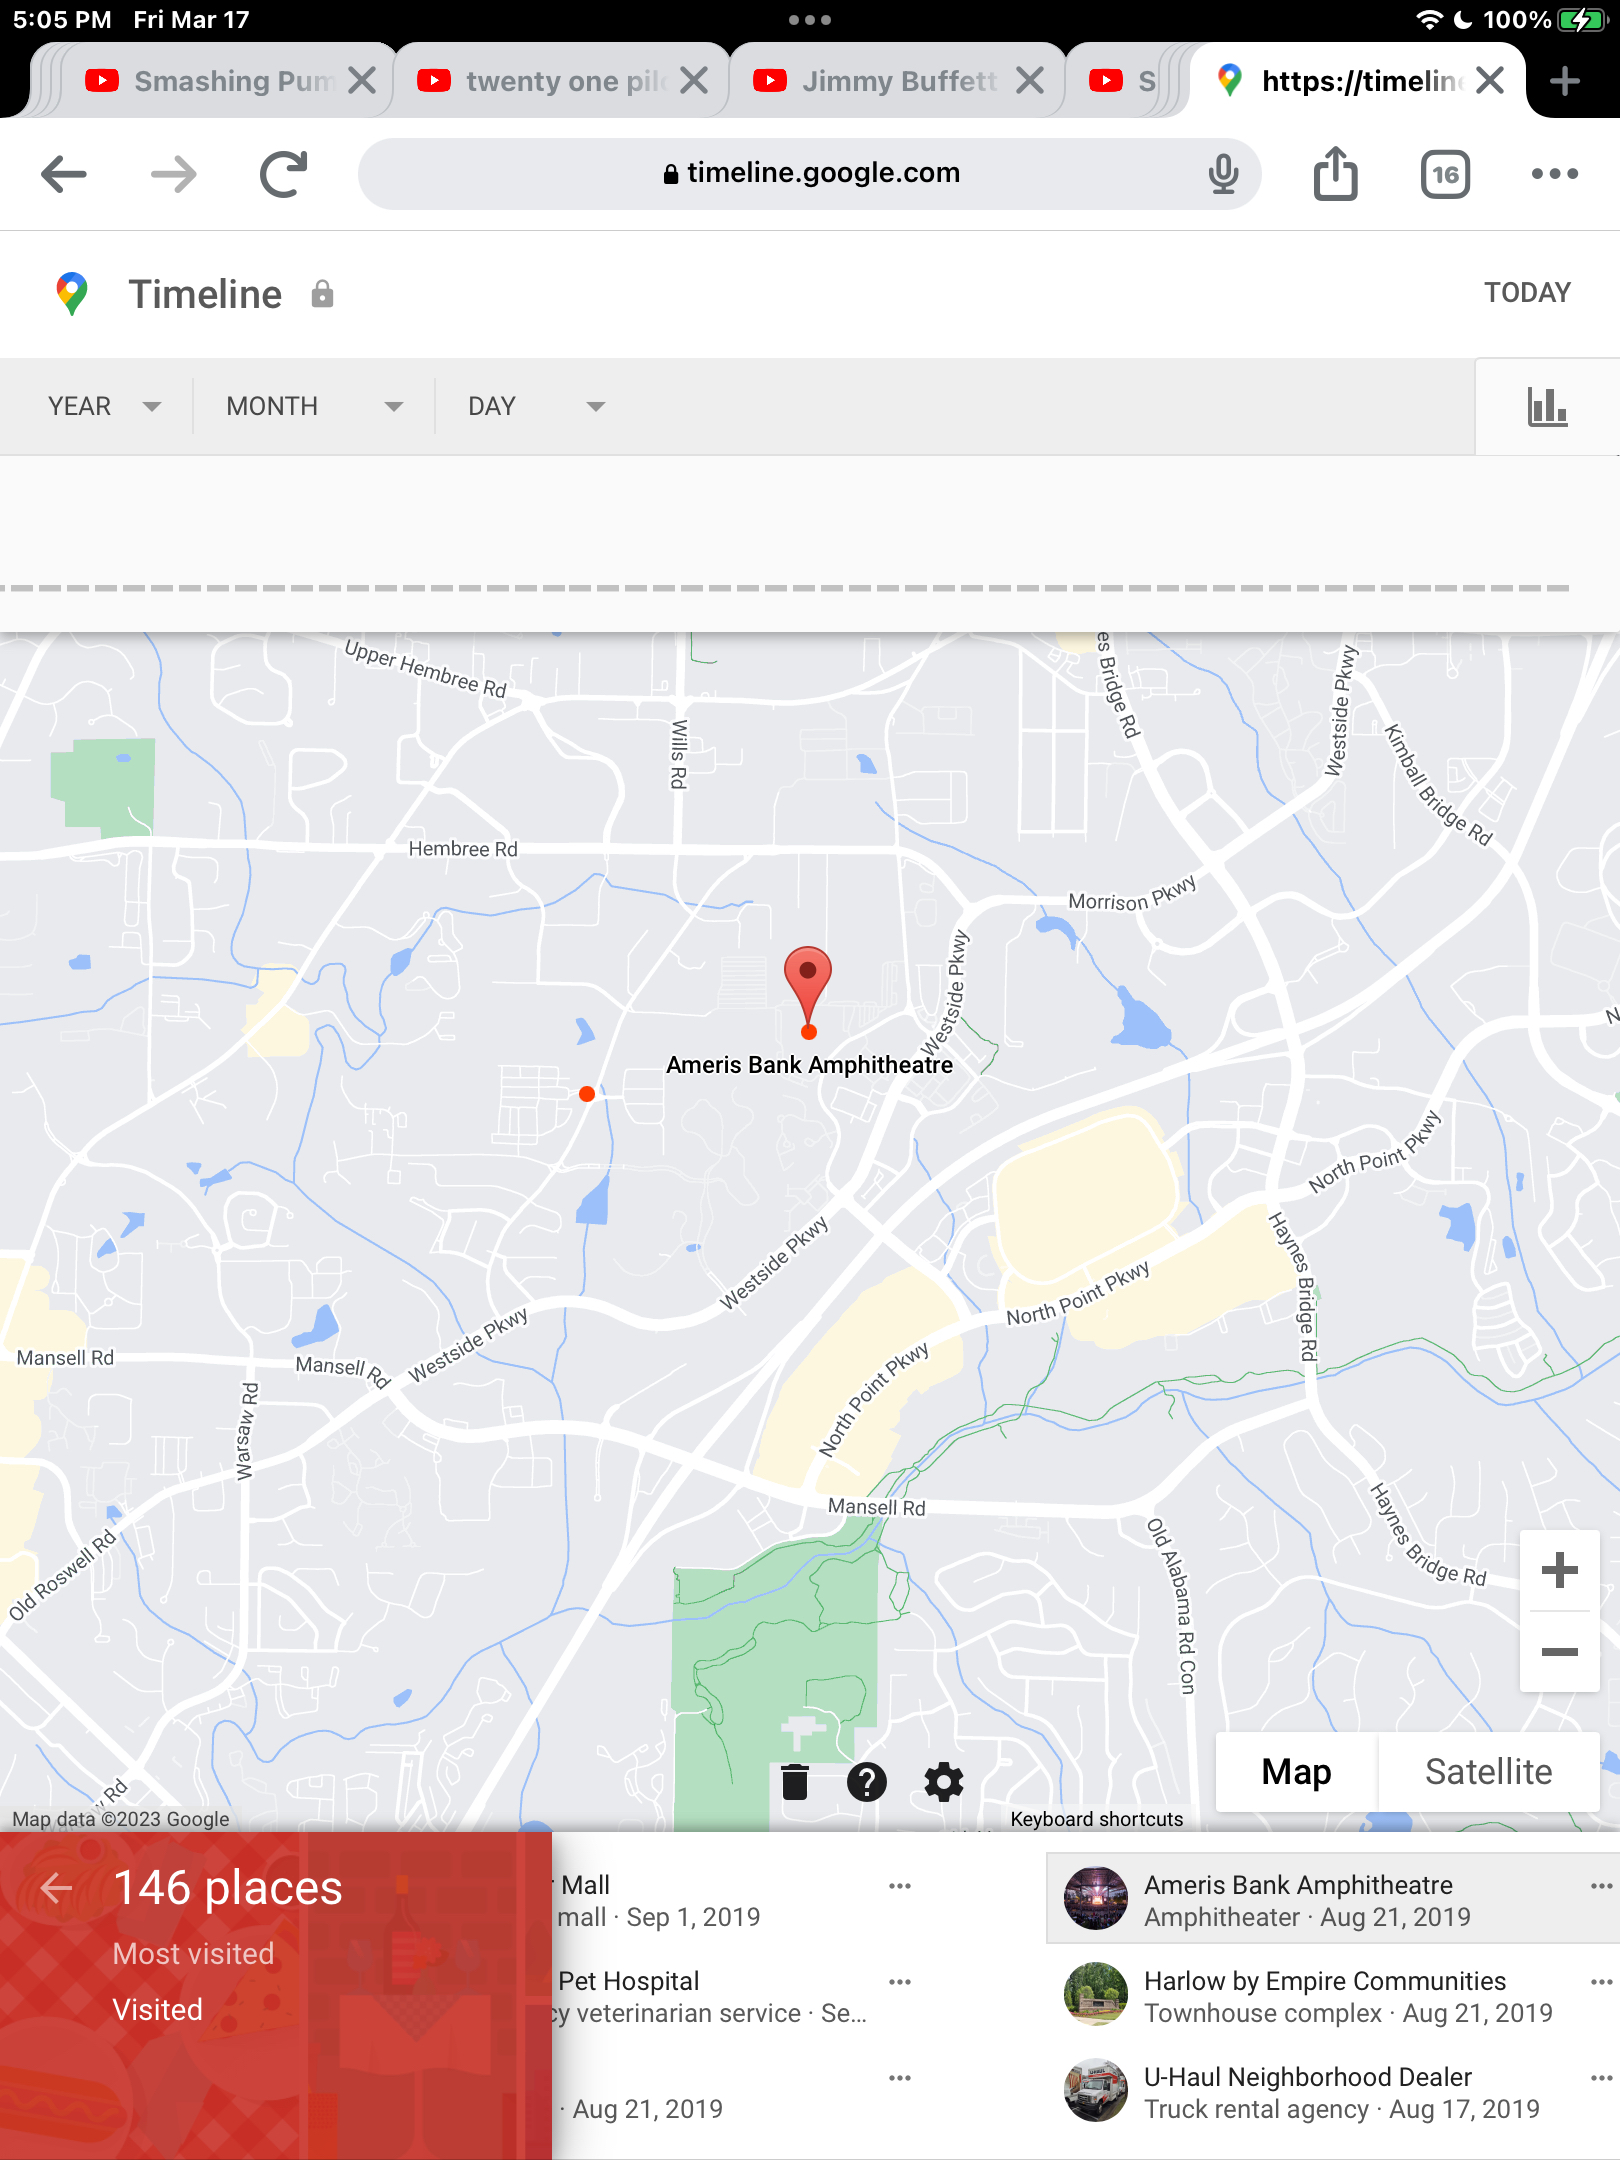 5:05 PM Fri Mar 17
100%
Smashing Pum
twenty one pil
Jimmy Buffett
S
https://timeline
timeline.google.com
16
Timeline
TODAY
YEAR
MONTH
DAY
Upper Hembree Rd
Wills Rd
es Bridge Rd
Westside Pkwy
Kimball Bridge Rd
Hembree Rd
Morrison Pkwy
Westside Pkwy
N
Ameris Bank Amphitheatre
North Point Pkwy
Westside Pkwy
Haynes Bridge Rd
North Point Pkwy
Mansell Rd
Mansell Rd
Westside Pkwy
North Point Pkwy
Warsaw Rd
Mansell Rd
Haynes Bridge Rd
Old Roswell Rd
Old Alabama Rd Con
w Rd
Map
Satellite
Map data ©2023 Google
Keyboard shortcuts
146 places
Most visited
Visited
r Mall
mall · Sep 1, 2019
Pet Hospital
cy veterinarian service · Se...
· Aug 21, 2019
Ameris Bank Amphitheatre
Amphitheater · Aug 21, 2019
Harlow by Empire Communities
Townhouse complex · Aug 21, 2019
U-Haul Neighborhood Dealer
Truck rental agency · Aug 17, 2019